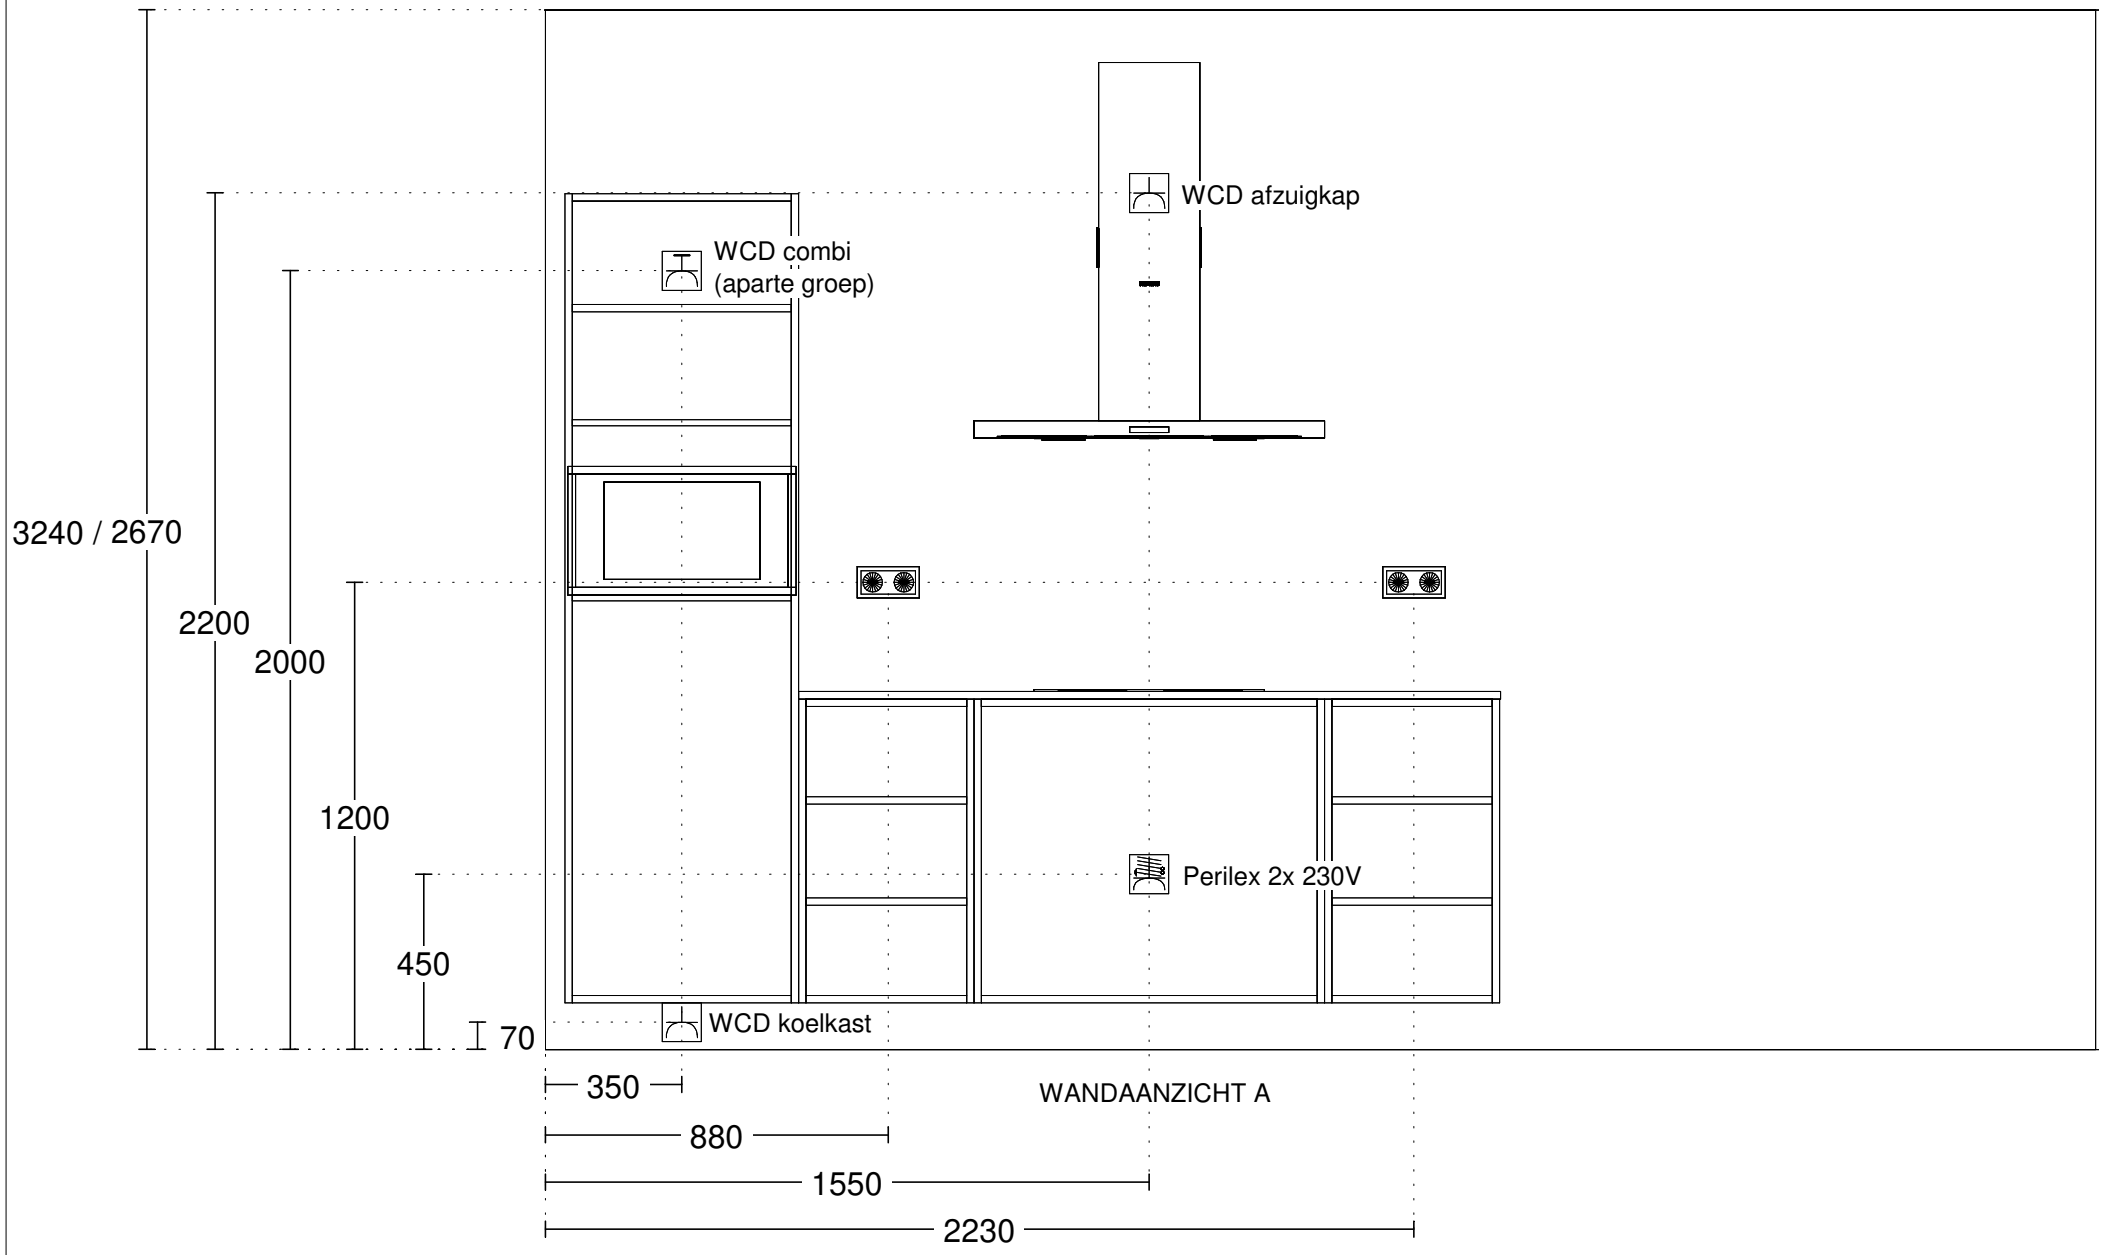 WCD afzuigkap
WCD combi
(aparte groep)
3240 / 2670
2200
2000
1200
Perilex 2x 230V
450
WCD koelkast
70
350
WANDAANZICHT A
880
1550
2230